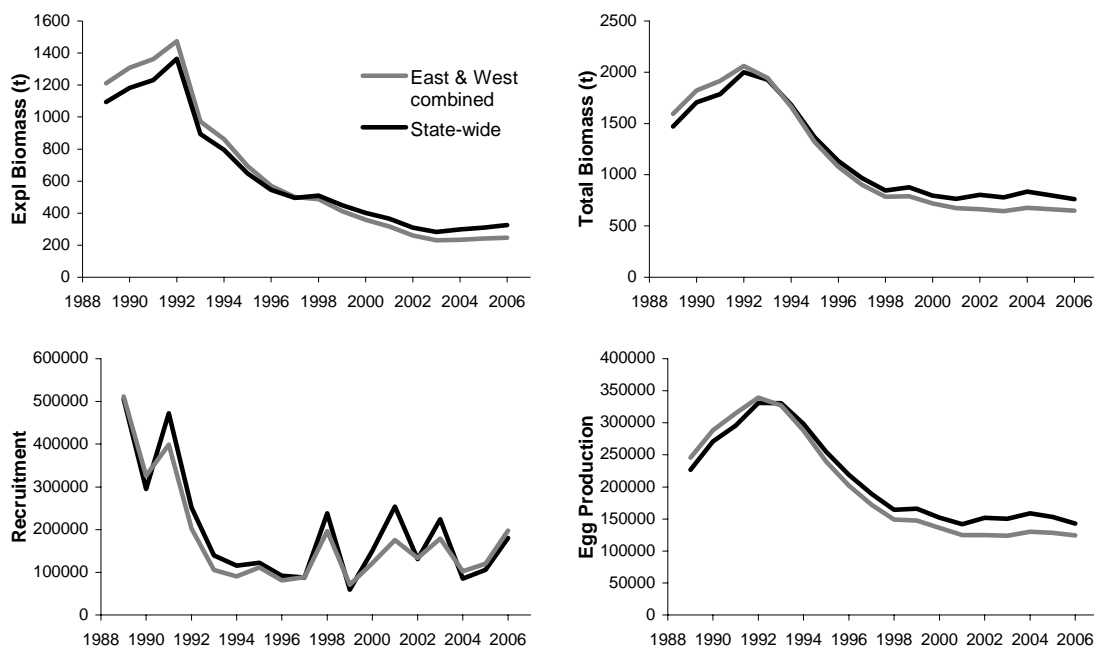 Expl Biomass (t)
1600
1400
1200
1000
800
600
400
200
0
1988 1990 1992 1994 1996 1998 2000 2002 2004 2006
East & West
combined
State-wide
Total Biomass (t)
2500
2000
1500
1000
500
0
1988 1990 1992 1994 1996 1998 2000 2002 2004 2006
Recruitment
600000
500000
400000
300000
200000
100000
0
1988 1990 1992 1994 1996 1998 2000 2002 2004 2006
Egg Production
400000
350000
300000
250000
200000
150000
100000
50000
0
1988 1990 1992 1994 1996 1998 2000 2002 2004 2006